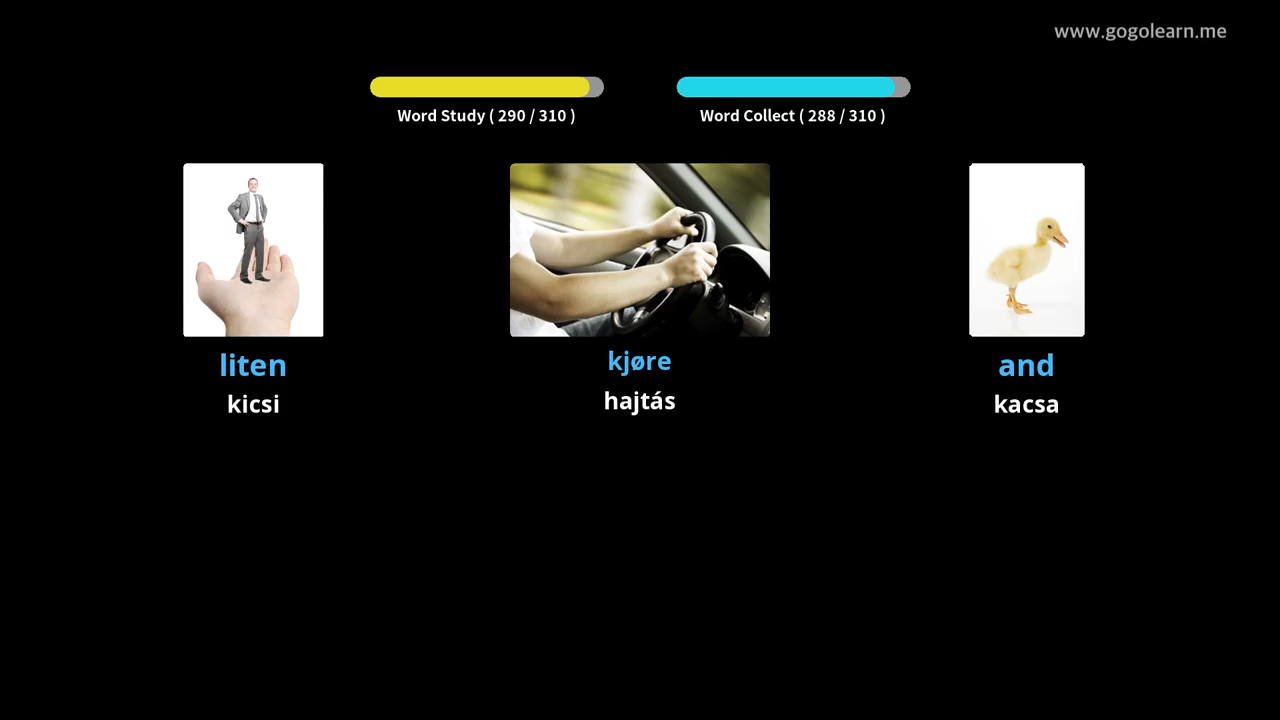 www.gogolearn.me
Word Study ( 290 / 310 )
Word Collect ( 288 / 310 )
liten
kicsi
kjøre
hajtás
and
kacsa